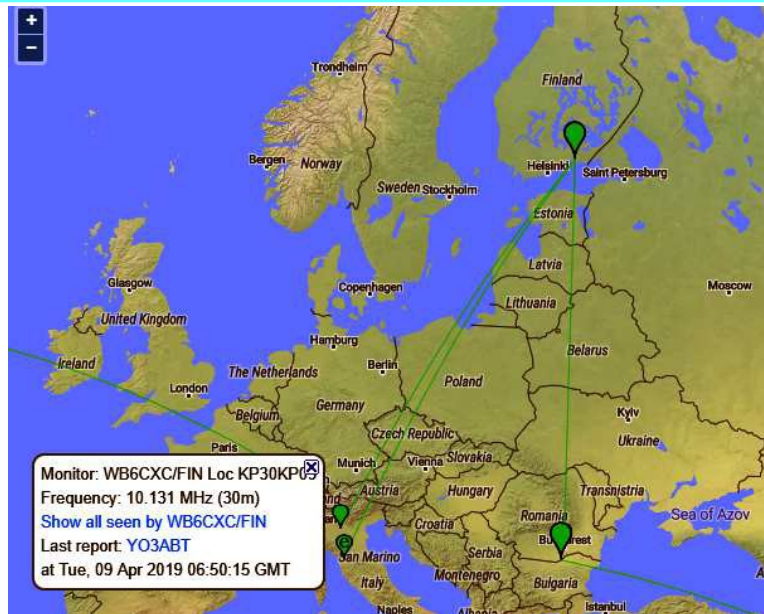 +
−
Trondheim
Finland
Bergen
Norway
Helsinki
Saint Petersburg
Sweden
Stockholm
Estonia
Latvia
Moscow
Glasgow
Copenhagen
Lithuania
United Kingdom
Hamburg
Belarus
Ireland
The Netherlands
Berlin
Poland
London
Germany
Belgium
Kyiv
Czech Republic
Ukraine
Paris
Slovakia
Munich
Vienna
Austria
Hungary
Transnistria
Romania
Croatia
Sea of Azov
San Marino
Serbia
Italy
Montenegro
Bulgaria
Naples
Istanbul
Monitor: WB6CXC/FIN Loc KP30KP05
Frequency: 10.131 MHz (30m)
Show all seen by WB6CXC/FIN
Last report: YO3ABT
at Tue, 09 Apr 2019 06:50:15 GMT